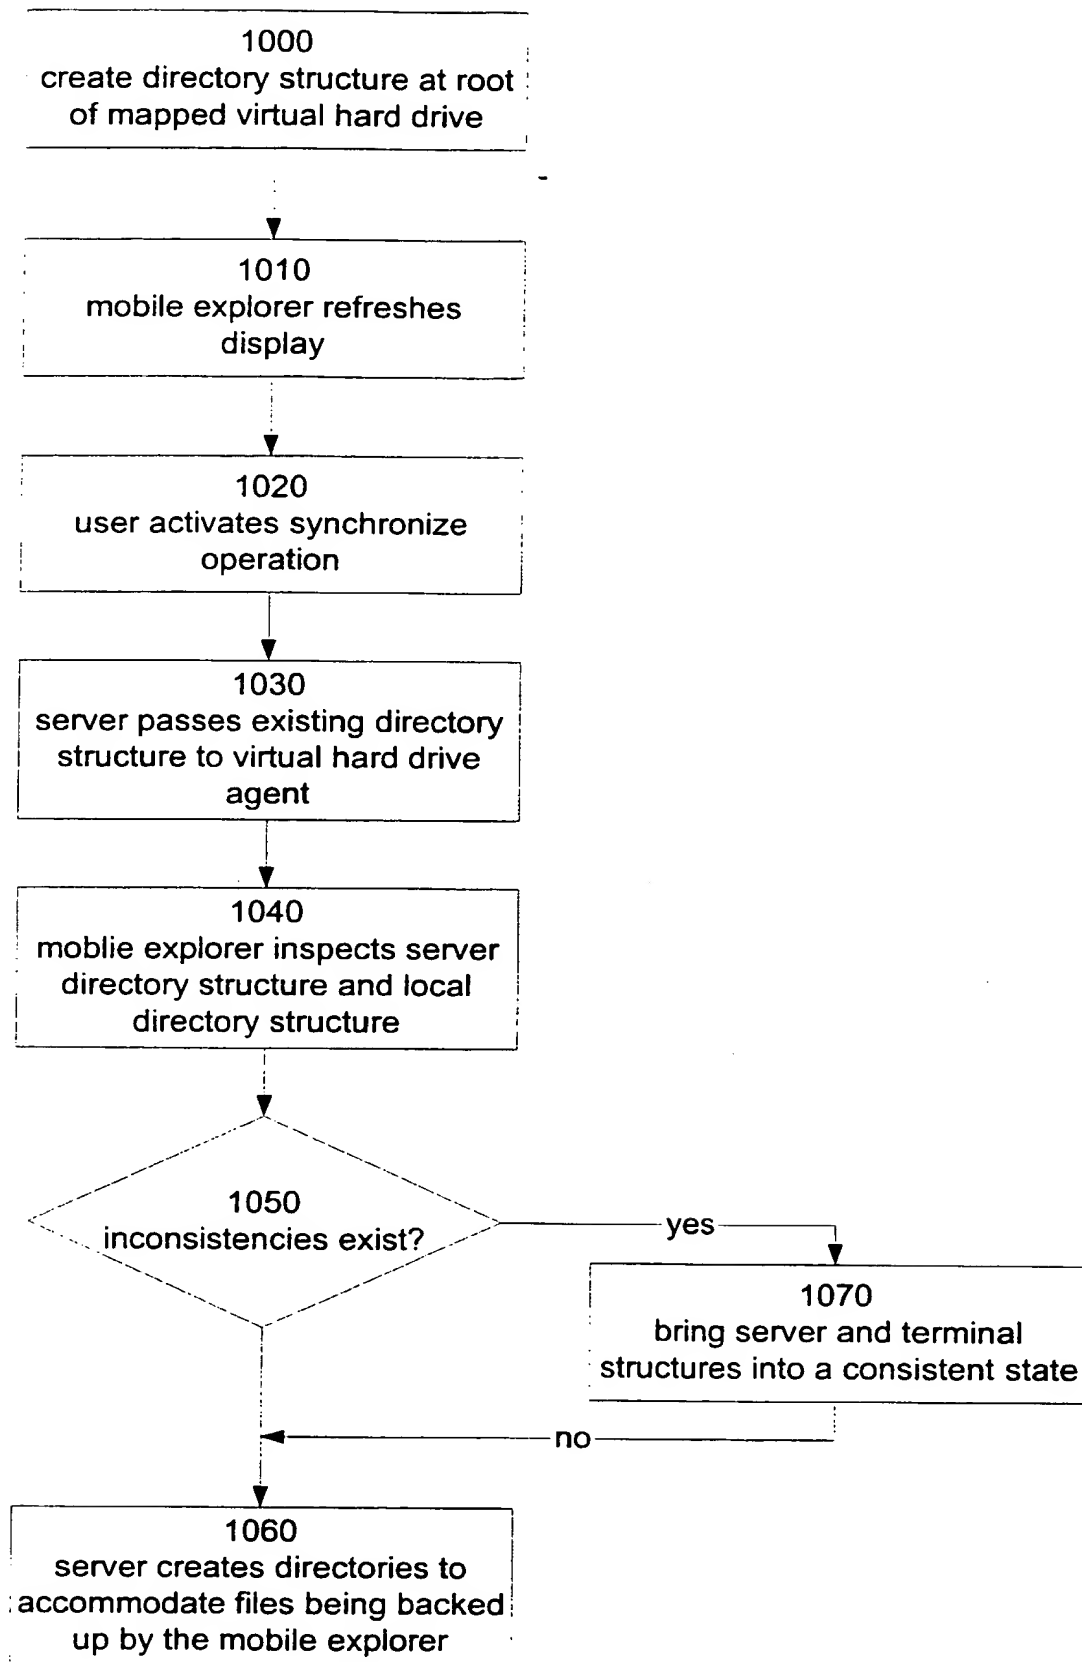 1000
create directory structure at root
of mapped virtual hard drive
1010
mobile explorer refreshes
display
1020
user activates synchronize
operation
1030
server passes existing directory
structure to virtual hard drive
agent
1040
moblie explorer inspects server
directory structure and local
directory structure
1050
inconsistencies exist?
yes
1070
bring server and terminal
structures into a consistent state
no
1060
server creates directories to
accommodate files being backed
up by the mobile explorer